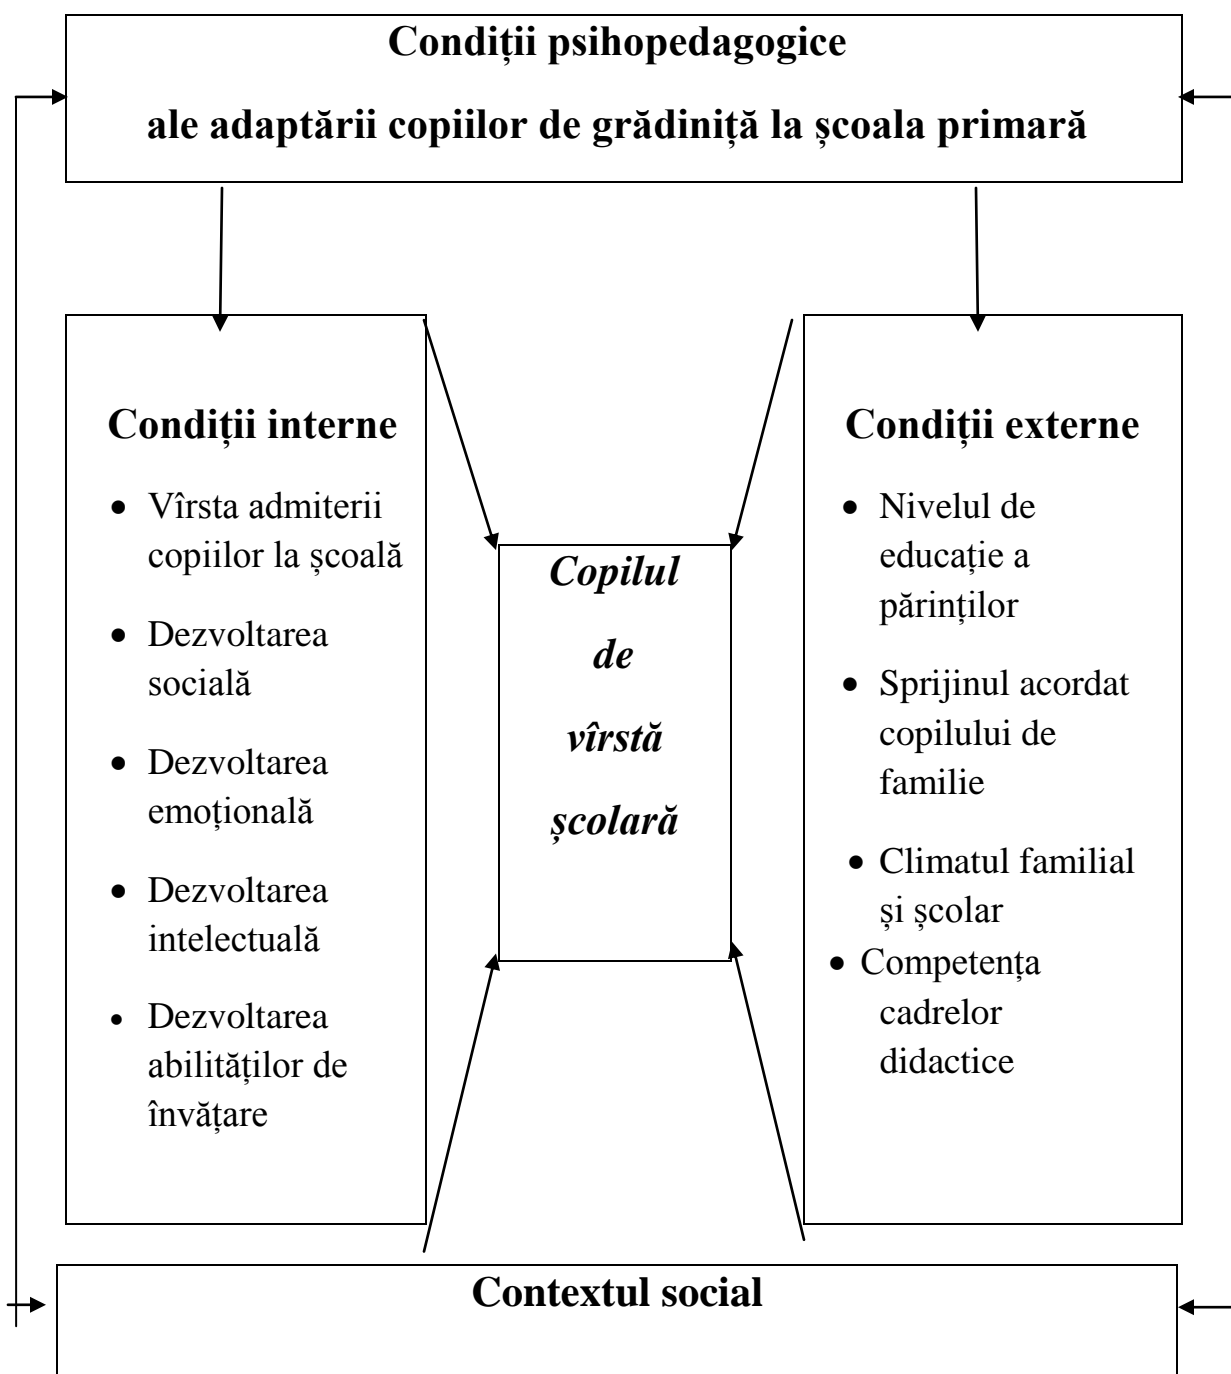 Condiții psihopedagogice
ale adaptării copiilor de grădiniță la școala primară
Condiții interne
• Vîrsta admiterii
copiilor la școală
• Dezvoltarea
socială
• Dezvoltarea
emoțională
• Dezvoltarea
intelectuală
• Dezvoltarea
abilităților de
învățare
Copilul
de
vîrstă
școlară
Condiții externe
• Nivelul de
educație a
părinților
• Sprijinul acordat
copilului de
familie
• Climatul familial
și școlar
• Competența
cadrelor
didactice
Contextul social